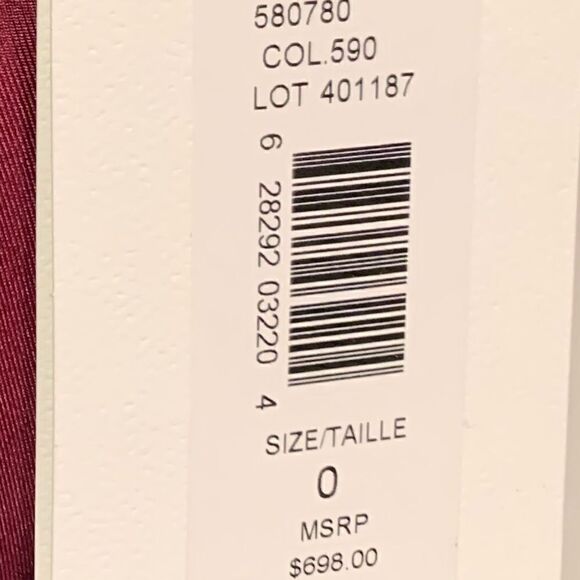 580780
COL.590
LOT 401187
6 28292 03220 4
SIZE/TAILLE
0
MSRP
$698.00